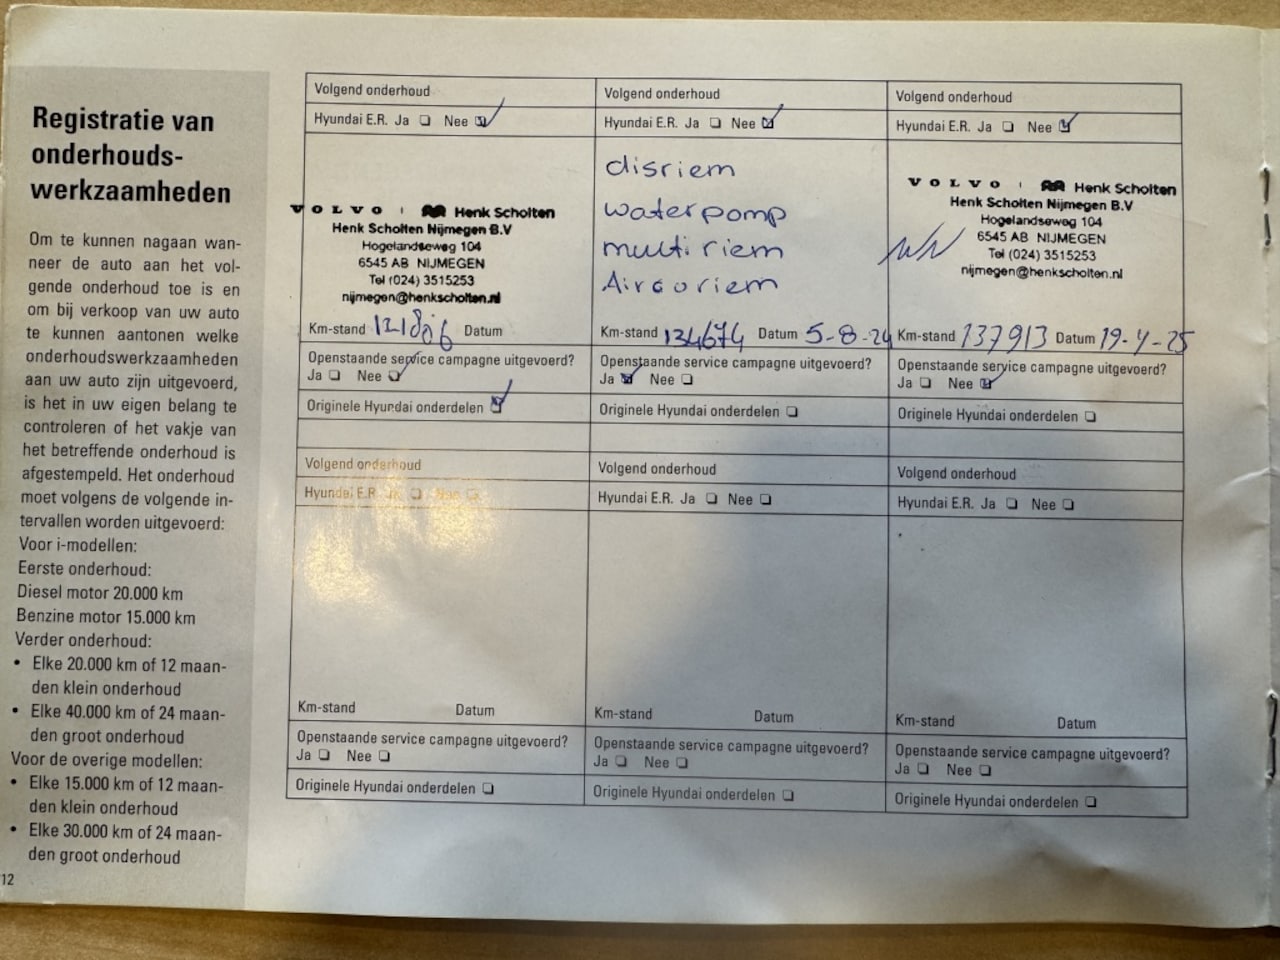 Registratie van
onderhouds-
werkzaamheden
Om te kunnen nagaan wan-
neer de auto aan het vol-
gende onderhoud toe is en
om bij verkoop van uw auto
te kunnen aantonen welke
onderhoudswerkzaamheden
aan uw auto zijn uitgevoerd,
is het in uw eigen belang te
controleren of het vakje van
het betreffende onderhoud is
afgestempeld. Het onderhoud
moet volgens de volgende in-
tervallen worden uitgevoerd:
Voor i-modellen:
Eerste onderhoud:
Diesel motor 20.000 km
Benzine motor 15.000 km
Verder onderhoud:
• Elke 20.000 km of 12 maan-
den klein onderhoud
• Elke 40.000 km of 24 maan-
den groot onderhoud
Voor de overige modellen:
• Elke 15.000 km of 12 maan-
den klein onderhoud
• Elke 30.000 km of 24 maan-
den groot onderhoud
12
Volgend onderhoud
Hyundai E.R. Ja ❑ Nee ☑
VOLVO | Henk Scholten
Henk Scholten Nijmegen B.V
Hogelandseweg 104
6545 AB NIJMEGEN
Tel (024) 3515253
nijmegen@henkscholten.nl
Km-stand Datum
Openstaande service campagne uitgevoerd?
Ja ❑ Nee ☑
Originele Hyundai onderdelen ☑
Volgend onderhoud
Hyundai E.R. Ja ❑ Nee ☑
disriem
waterpomp
multi riem
Aircoriem
Km-stand 134674 Datum 5-8-24
Openstaande service campagne uitgevoerd?
Ja ☑ Nee ❑
Originele Hyundai onderdelen ❑
Volgend onderhoud
Hyundai E.R. Ja ❑ Nee ☑
VOLVO | Henk Scholten
Henk Scholten Nijmegen B.V
Hogelandseweg 104
6545 AB NIJMEGEN
Tel (024) 3515253
nijmegen@henkscholten.nl
Km-stand 137913 Datum 19-4-25
Openstaande service campagne uitgevoerd?
Ja ❑ Nee ☑
Originele Hyundai onderdelen ❑
Volgend onderhoud
Hyundai E.R. Ja ❑ Nee ❑
Km-stand Datum
Openstaande service campagne uitgevoerd?
Ja ❑ Nee ❑
Originele Hyundai onderdelen ❑
Volgend onderhoud
Hyundai E.R. Ja ❑ Nee ❑
Km-stand Datum
Openstaande service campagne uitgevoerd?
Ja ❑ Nee ❑
Originele Hyundai onderdelen ❑
Volgend onderhoud
Hyundai E.R. Ja ❑ Nee ❑
Km-stand Datum
Openstaande service campagne uitgevoerd?
Ja ❑ Nee ❑
Originele Hyundai onderdelen ❑